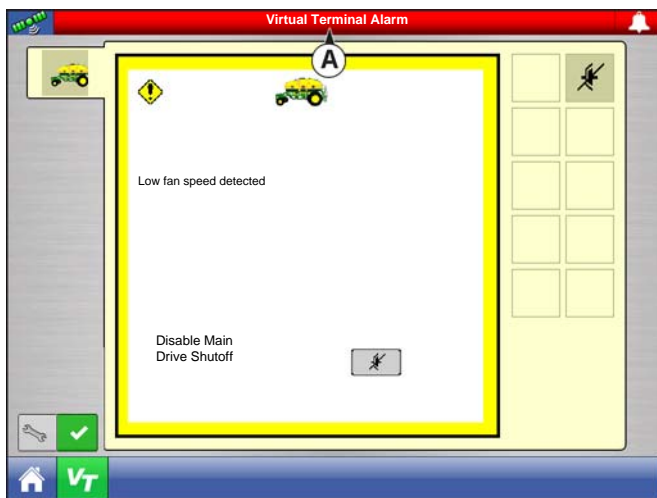 Virtual Terminal Alarm
A
Low fan speed detected
Disable Main
Drive Shutoff
VT